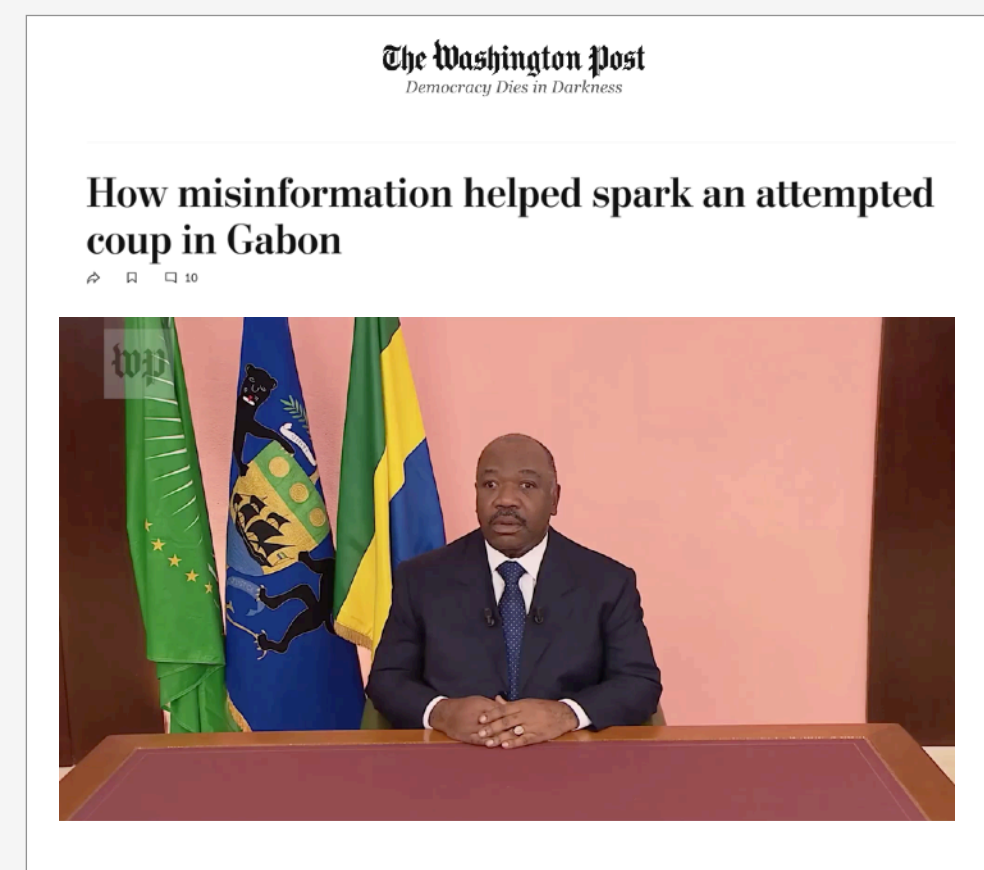 The Washington Post
Democracy Dies in Darkness
How misinformation helped spark an attempted
coup in Gabon
10
wp